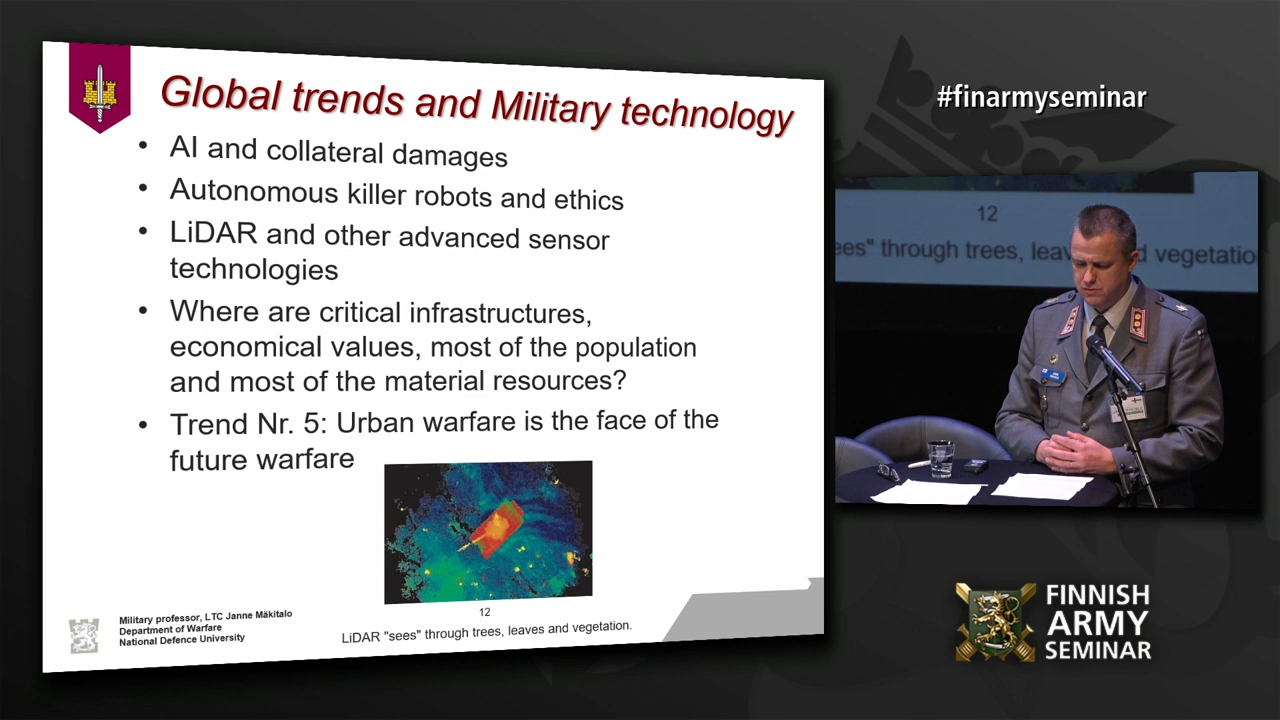 Global trends and Military technology
• AI and collateral damages
• Autonomous killer robots and ethics
• LiDAR and other advanced sensor
technologies
• Where are critical infrastructures,
economical values, most of the population
and most of the material resources?
• Trend Nr. 5: Urban warfare is the face of the
future warfare
Military professor, LTC Janne Mäkitalo
Department of Warfare
National Defence University
12
LiDAR "sees" through trees, leaves and vegetation.
#finarmyseminar
12
ees" through trees, d vegetatio
FINNISH
ARMY
SEMINAR